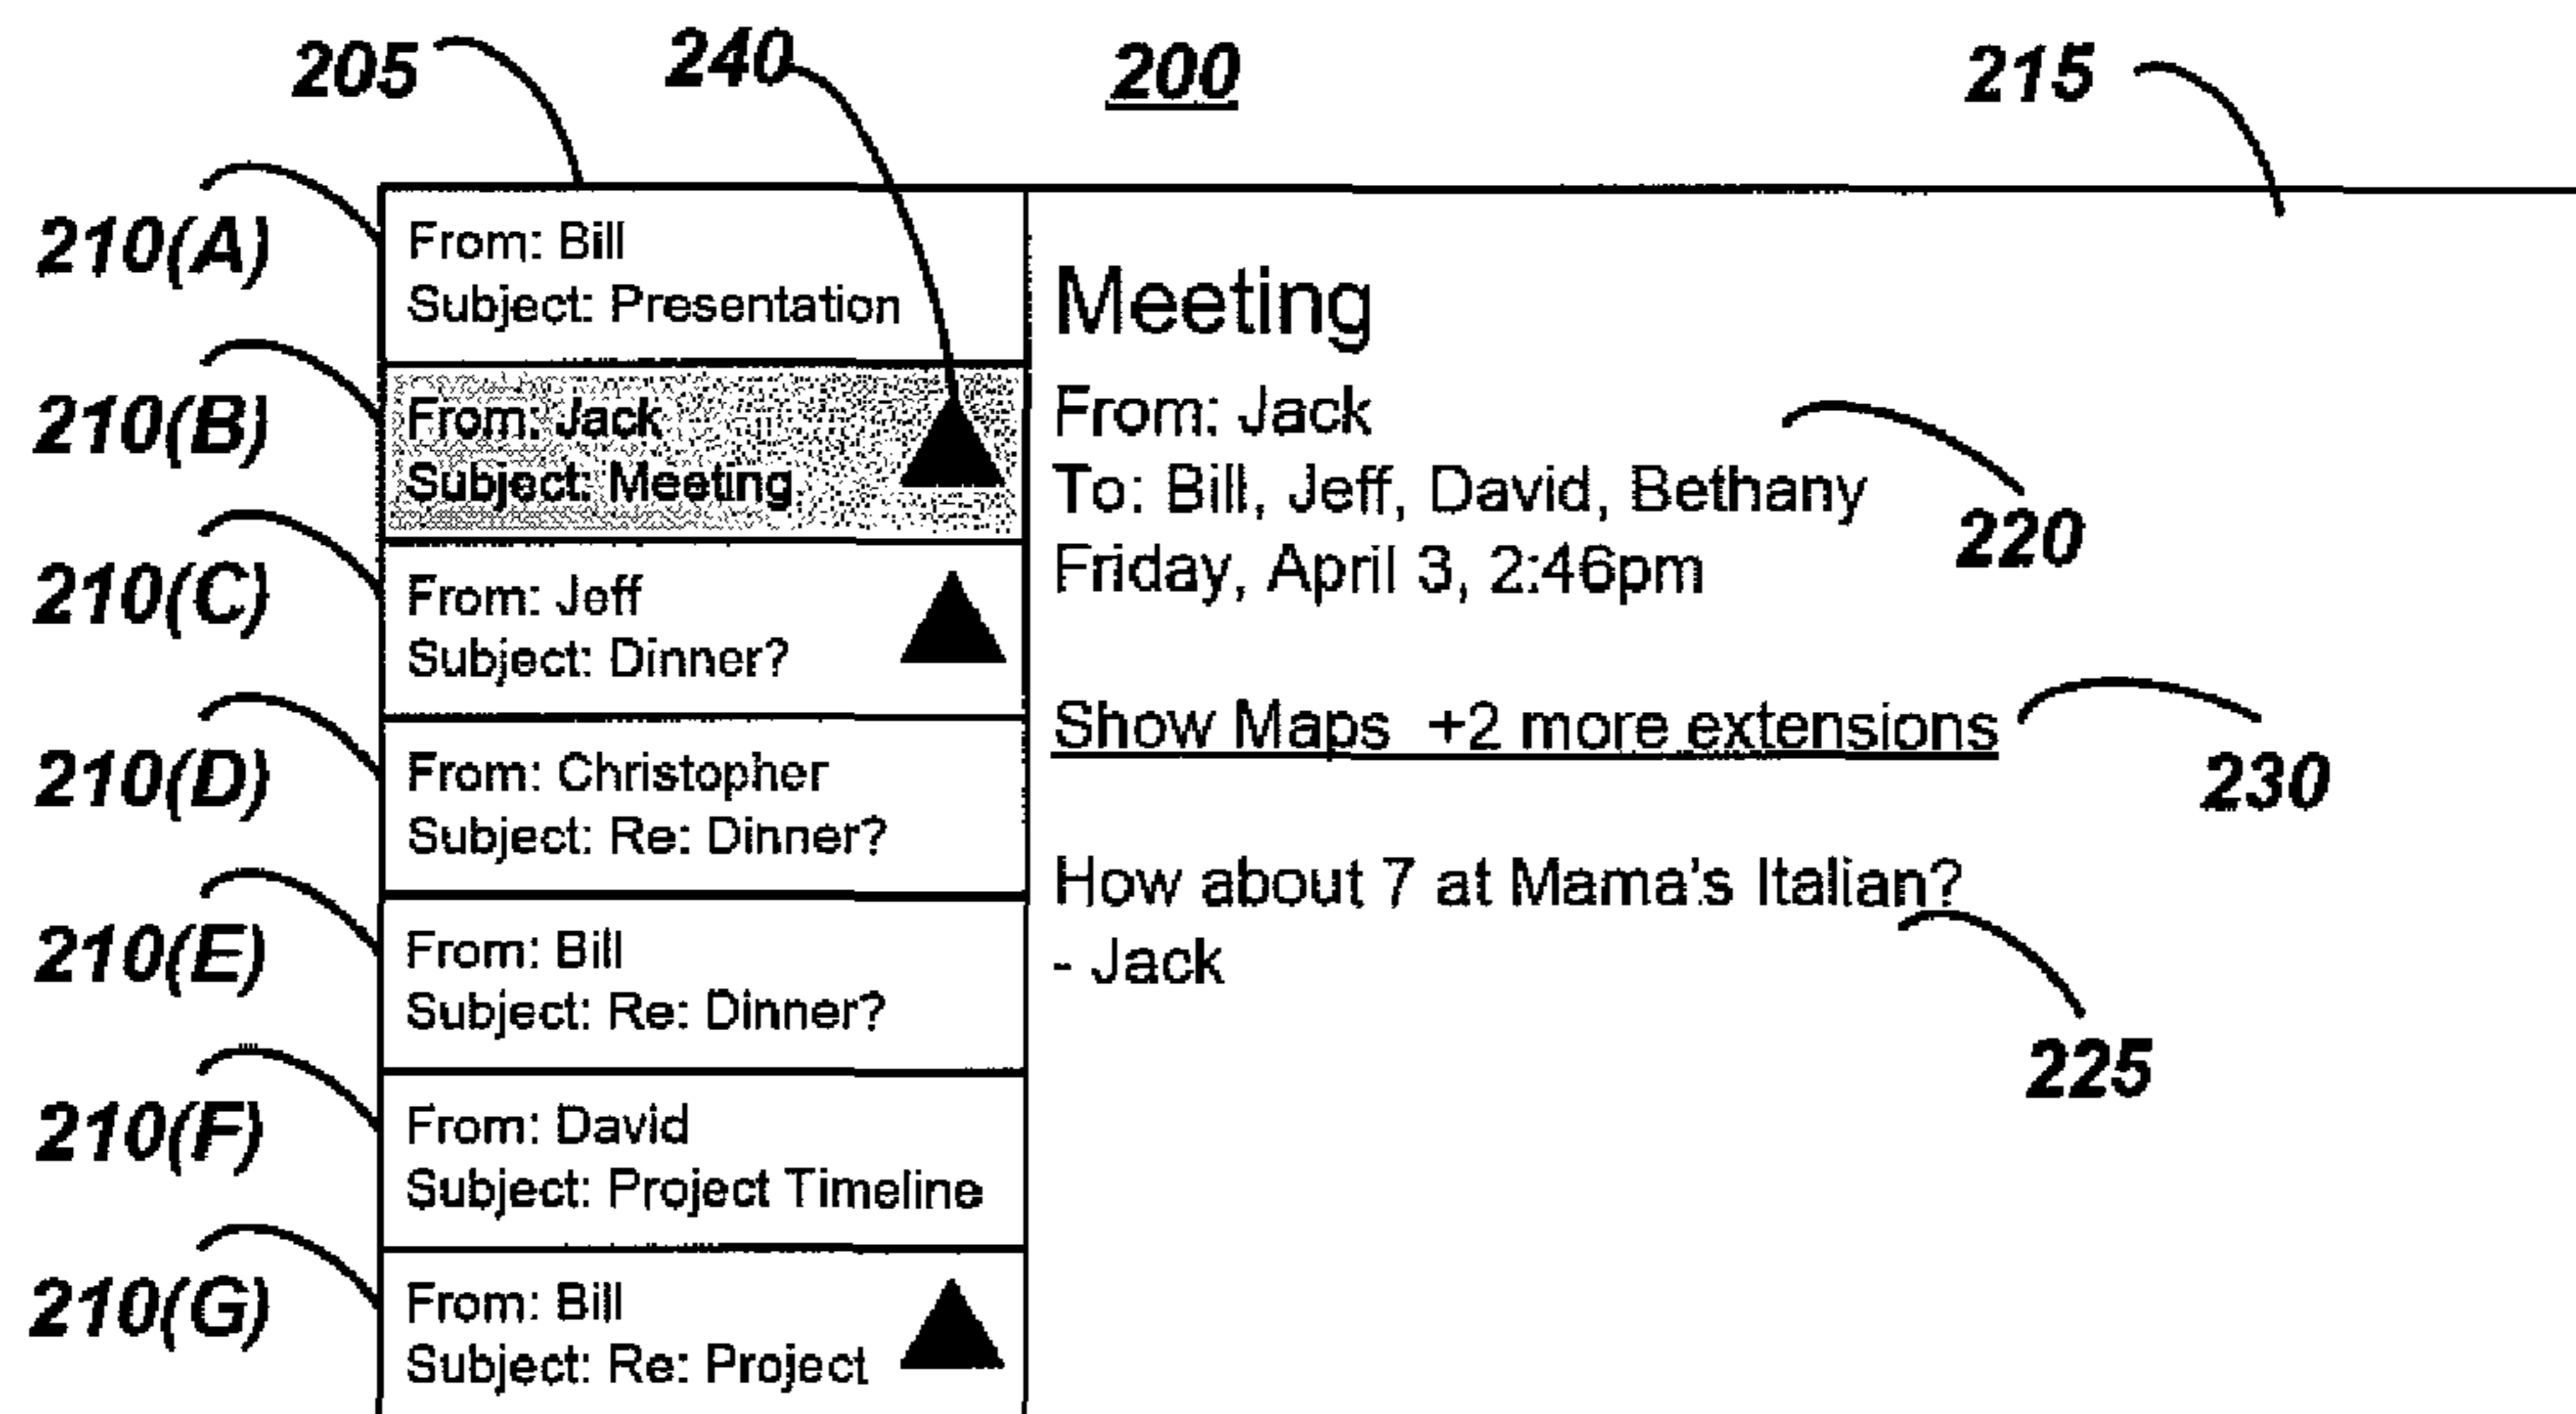 205 240 200 215
210(A)
From: Bill
Subject: Presentation
210(B)
From: Jack
Subject: Meeting
210(C)
From: Jeff
Subject: Dinner?
210(D)
From: Christopher
Subject: Re: Dinner?
210(E)
From: Bill
Subject: Re: Dinner?
210(F)
From: David
Subject: Project Timeline
210(G)
From: Bill
Subject: Re: Project
Meeting
From: Jack
To: Bill, Jeff, David, Bethany
220
Friday, April 3, 2:46pm
Show Maps +2 more extensions
230
How about 7 at Mama's Italian?
- Jack
225